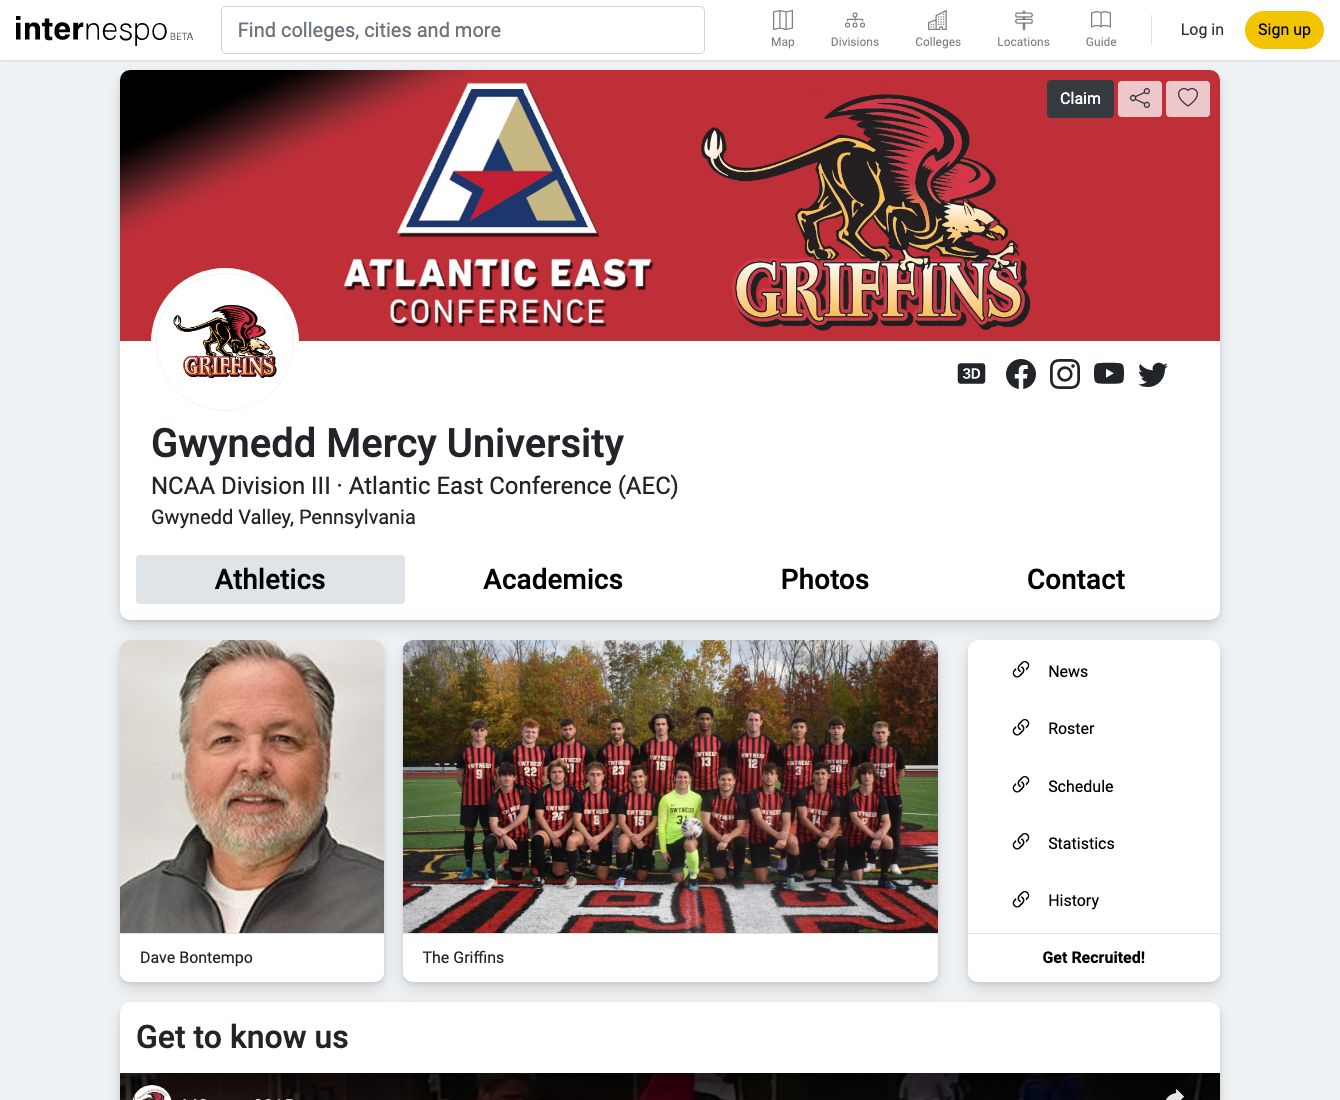 internespo BETA
Find colleges, cities and more
Map
Divisions
Colleges
Locations
Guide
Log in
Sign up
Claim
ATLANTIC EAST
CONFERENCE
GRIFFINS
GRIFFINS
3D
Gwynedd Mercy University
NCAA Division III · Atlantic East Conference (AEC)
Gwynedd Valley, Pennsylvania
Athletics
Academics
Photos
Contact
News
Roster
Schedule
Statistics
History
Dave Bontempo
The Griffins
Get Recruited!
Get to know us